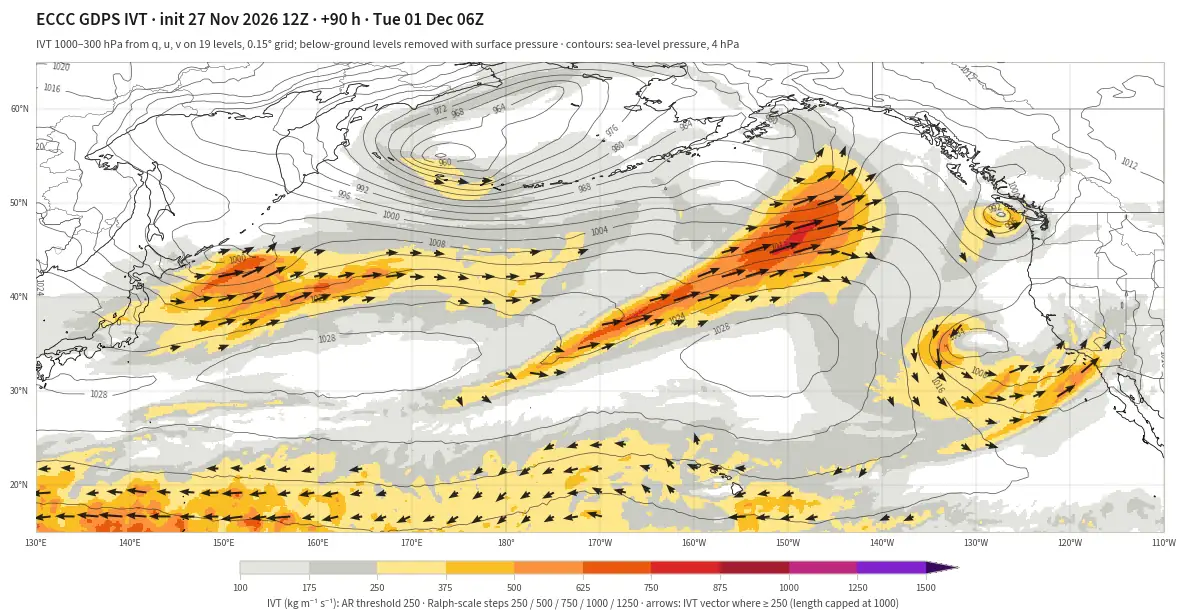 ECCC GDPS IVT · init 27 Nov 2026 12Z · +90 h · Tue 01 Dec 06Z
IVT 1000–300 hPa from q, u, v on 19 levels, 0.15° grid; below-ground levels removed with surface pressure · contours: sea-level pressure, 4 hPa
1020
1016
1012
60°N
972
968
964
976
980
984
1012
960
988
992
996
1000
50°N
1004
1008
1000
40°N
1024
1024
1028
1028
1008
1016
30°N
1028
20°N
130°E
140°E
150°E
160°E
170°E
180°
170°W
160°W
150°W
140°W
130°W
120°W
110°W
100
175
250
375
500
625
750
875
1000
1250
1500
IVT (kg m⁻¹ s⁻¹): AR threshold 250 · Ralph-scale steps 250 / 500 / 750 / 1000 / 1250 · arrows: IVT vector where ≥ 250 (length capped at 1000)